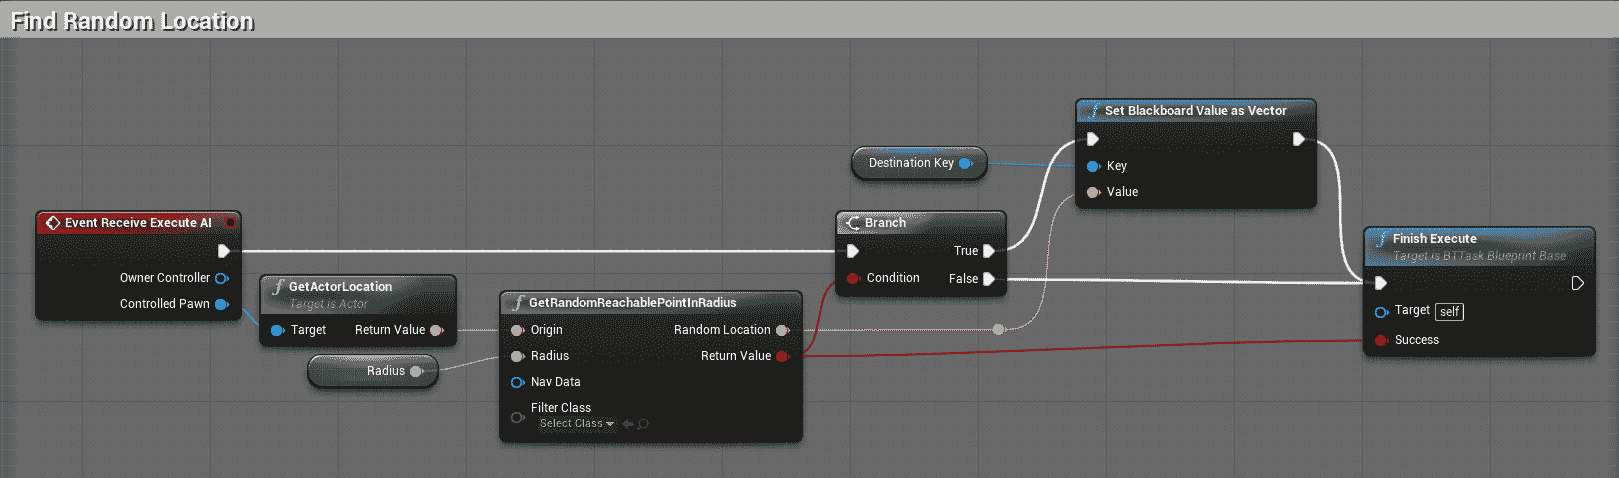 Find Random Location
Event Receive Execute AI
Owner Controller
Controlled Pawn
GetActorLocation
Target is Actor
Target
Return Value
Radius
GetRandomReachablePointInRadius
Origin
Random Location
Radius
Return Value
Nav Data
Filter Class
Select Class
Destination Key
Branch
True
Condition
False
Set Blackboard Value as Vector
Key
Value
Finish Execute
Target is BTTask Blueprint Base
Target self
Success